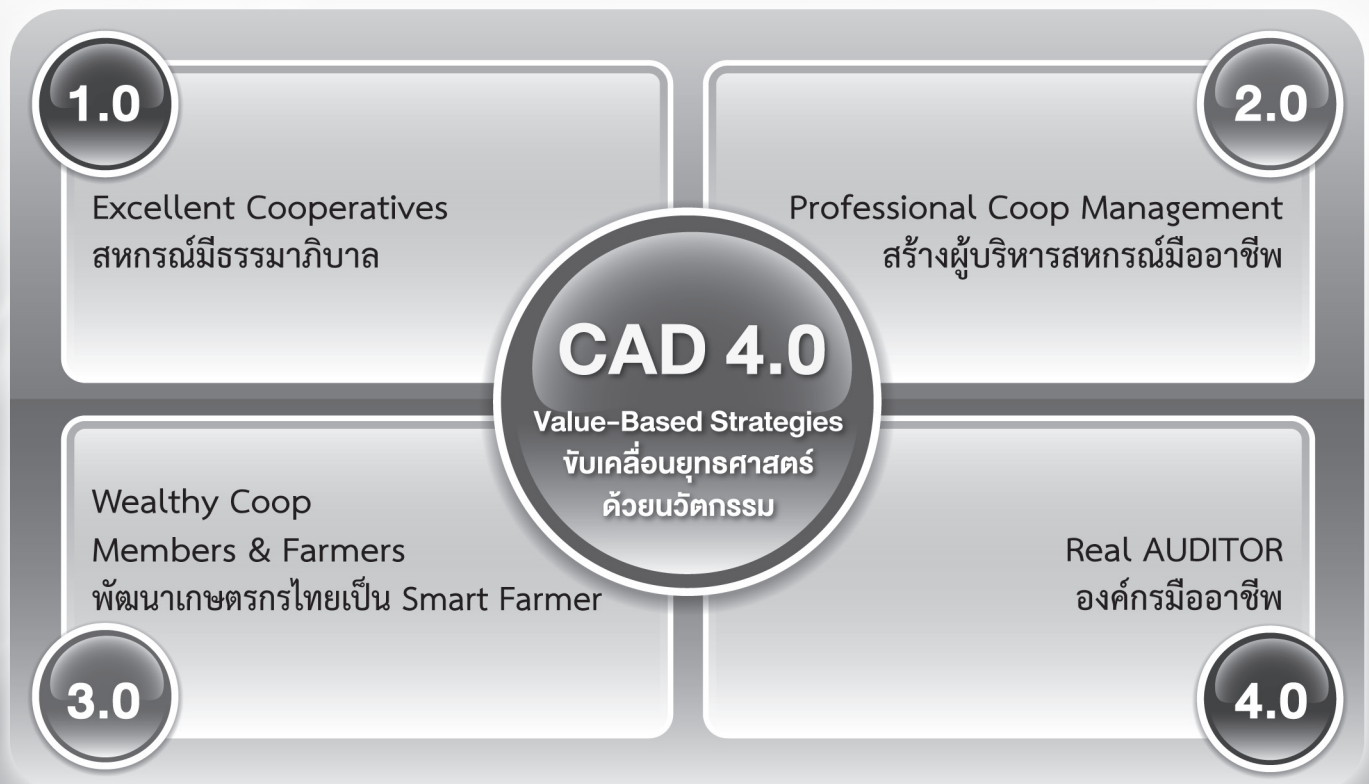 1.0
Excellent Cooperatives
สหกรณ์มีธรรมาภิบาล
2.0
Professional Coop Management
สร้างผู้บริหารสหกรณ์มืออาชีพ
CAD 4.0
Value-Based Strategies
ขับเคลื่อนยุทธศาสตร์
ด้วยนวัตกรรม
Wealthy Coop
Members & Farmers
พัฒนาเกษตรกรไทยเป็น Smart Farmer
3.0
Real AUDITOR
องค์กรมืออาชีพ
4.0